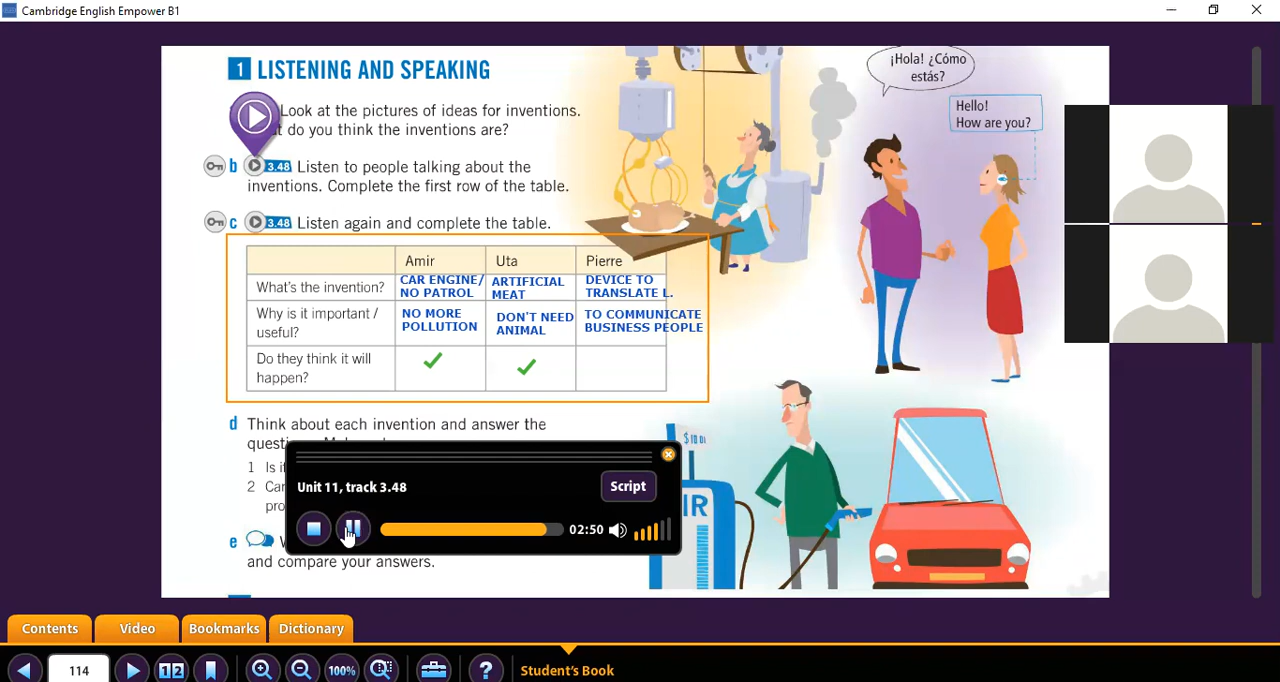 Cambridge English Empower B1
1 LISTENING AND SPEAKING
Look at the pictures of ideas for inventions.
do you think the inventions are?
b 3.48 Listen to people talking about the
inventions. Complete the first row of the table.
c 3.48 Listen again and complete the table.
Amir Uta Pierre
What's the invention?
CAR ENGINE/
NO PATROL
ARTIFICIAL
MEAT
DEVICE TO
TRANSLATE L.
Why is it important /
useful?
NO MORE
POLLUTION
DON'T NEED
ANIMAL
TO COMMUNICATE
BUSINESS PEOPLE
Do they think it will
happen?
d Think about each invention and answer the
1 Is
2
e
and compare your answers.
¡Hola! ¿Cómo
estás?
Hello!
How are you?
IR
Unit 11, track 3.48
Script
02:50
Contents Video Bookmarks Dictionary
114 12 100% ? Student's Book